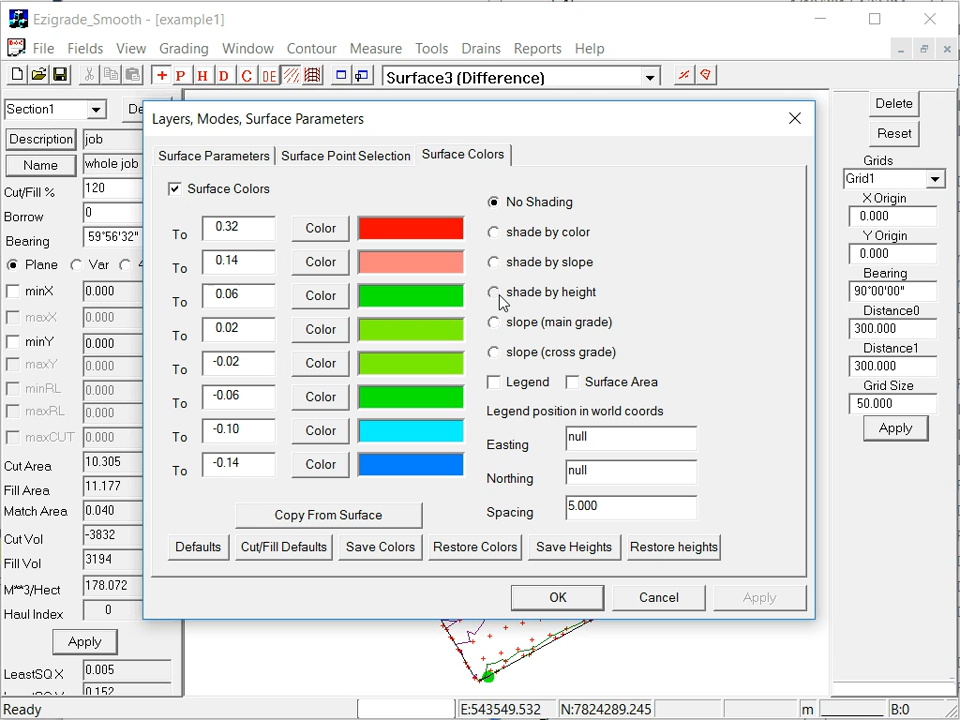 Ezigrade_Smooth - [example1]
File Fields View Grading Window Contour Measure Tools Drains Reports Help
+ P H D C DE
Surface3 (Difference)
Section1
De
Description job
Name whole job
Cut/Fill % 120
Borrow 0
Bearing 59°56'32"
Plane Var 4
minX 0.000
maxX 0.000
minY 0.000
maxY 0.000
minRL 0.000
maxRL 0.000
maxCUT 0.000
Cut Area 10.305
Fill Area 11.177
Match Area 0.040
Cut Vol -3832
Fill Vol 3194
M**3/Hect 178.072
Haul Index 0
Apply
LeastSQ X 0.005
0.152
Layers, Modes, Surface Parameters
Surface Parameters Surface Point Selection Surface Colors
Surface Colors
To 0.32 Color
To 0.14 Color
To 0.06 Color
To 0.02 Color
To -0.02 Color
To -0.06 Color
To -0.10 Color
To -0.14 Color
No Shading
shade by color
shade by slope
shade by height
slope (main grade)
slope (cross grade)
Legend Surface Area
Legend position in world coords
Easting null
Northing null
Spacing 5.000
Copy From Surface
Defaults Cut/Fill Defaults Save Colors Restore Colors Save Heights Restore heights
OK Cancel Apply
Delete
Reset
Grids
Grid1
X Origin
0.000
Y Origin
0.000
Bearing
90°00'00"
Distance0
300.000
Distance1
300.000
Grid Size
50.000
Apply
Ready E:543549.532 N:7824289.245 m B:0